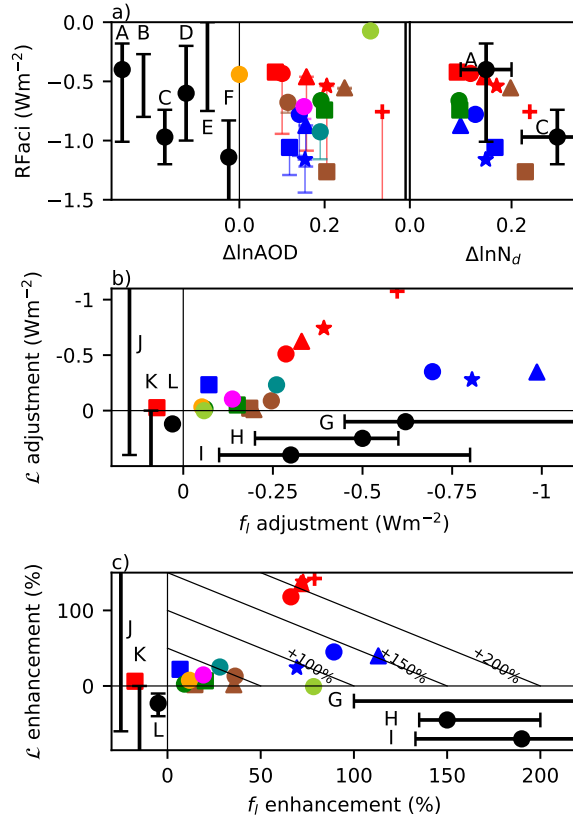 a)
RFaci (Wm⁻²)
0.0
−0.5
−1.0
−1.5
A
B
C
D
E
F
A
C
0.0
0.2
0.0
0.2
ΔlnAOD
ΔlnN_d
b)
ℒ adjustment (Wm⁻²)
-1
-0.5
0
J
K
L
G
H
I
0
-0.25
-0.5
-0.75
-1
f_l adjustment (Wm⁻²)
c)
ℒ enhancement (%)
100
0
J
K
L
+100%
+150%
+200%
G
H
I
0
50
100
150
200
f_l enhancement (%)